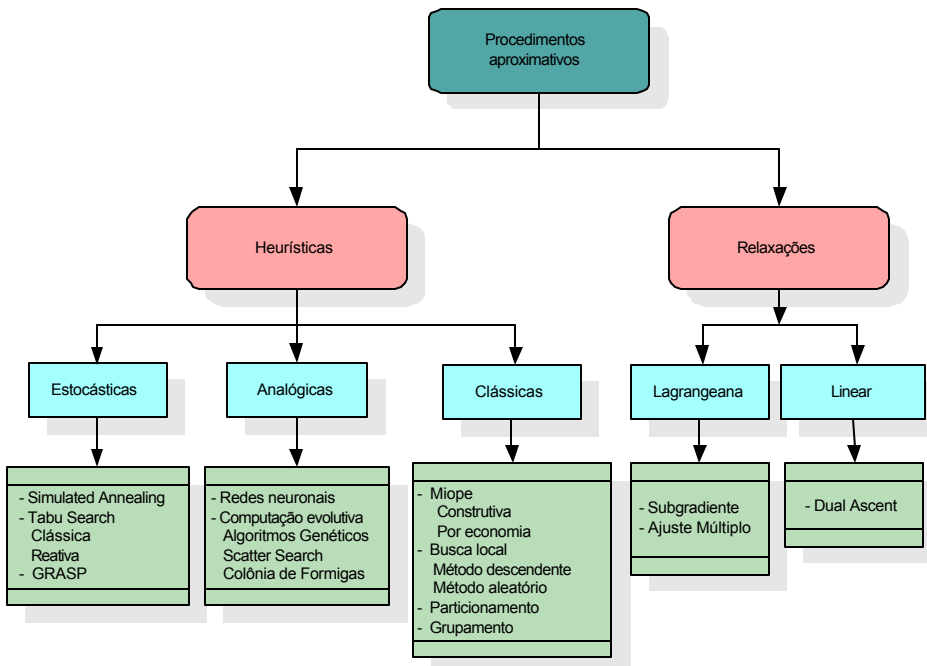 Procedimentos
aproximativos
Heurísticas
Relaxações
Estocásticas
Analógicas
Clássicas
Lagrangeana
Linear
- Simulated Annealing
- Tabu Search
Clássica
Reativa
- GRASP
- Redes neuronais
- Computação evolutiva
Algoritmos Genéticos
Scatter Search
Colônia de Formigas
- Miope
Construtiva
Por economia
- Busca local
Método descendente
Método aleatório
- Particionamento
- Grupamento
- Subgradiente
- Ajuste Múltiplo
- Dual Ascent